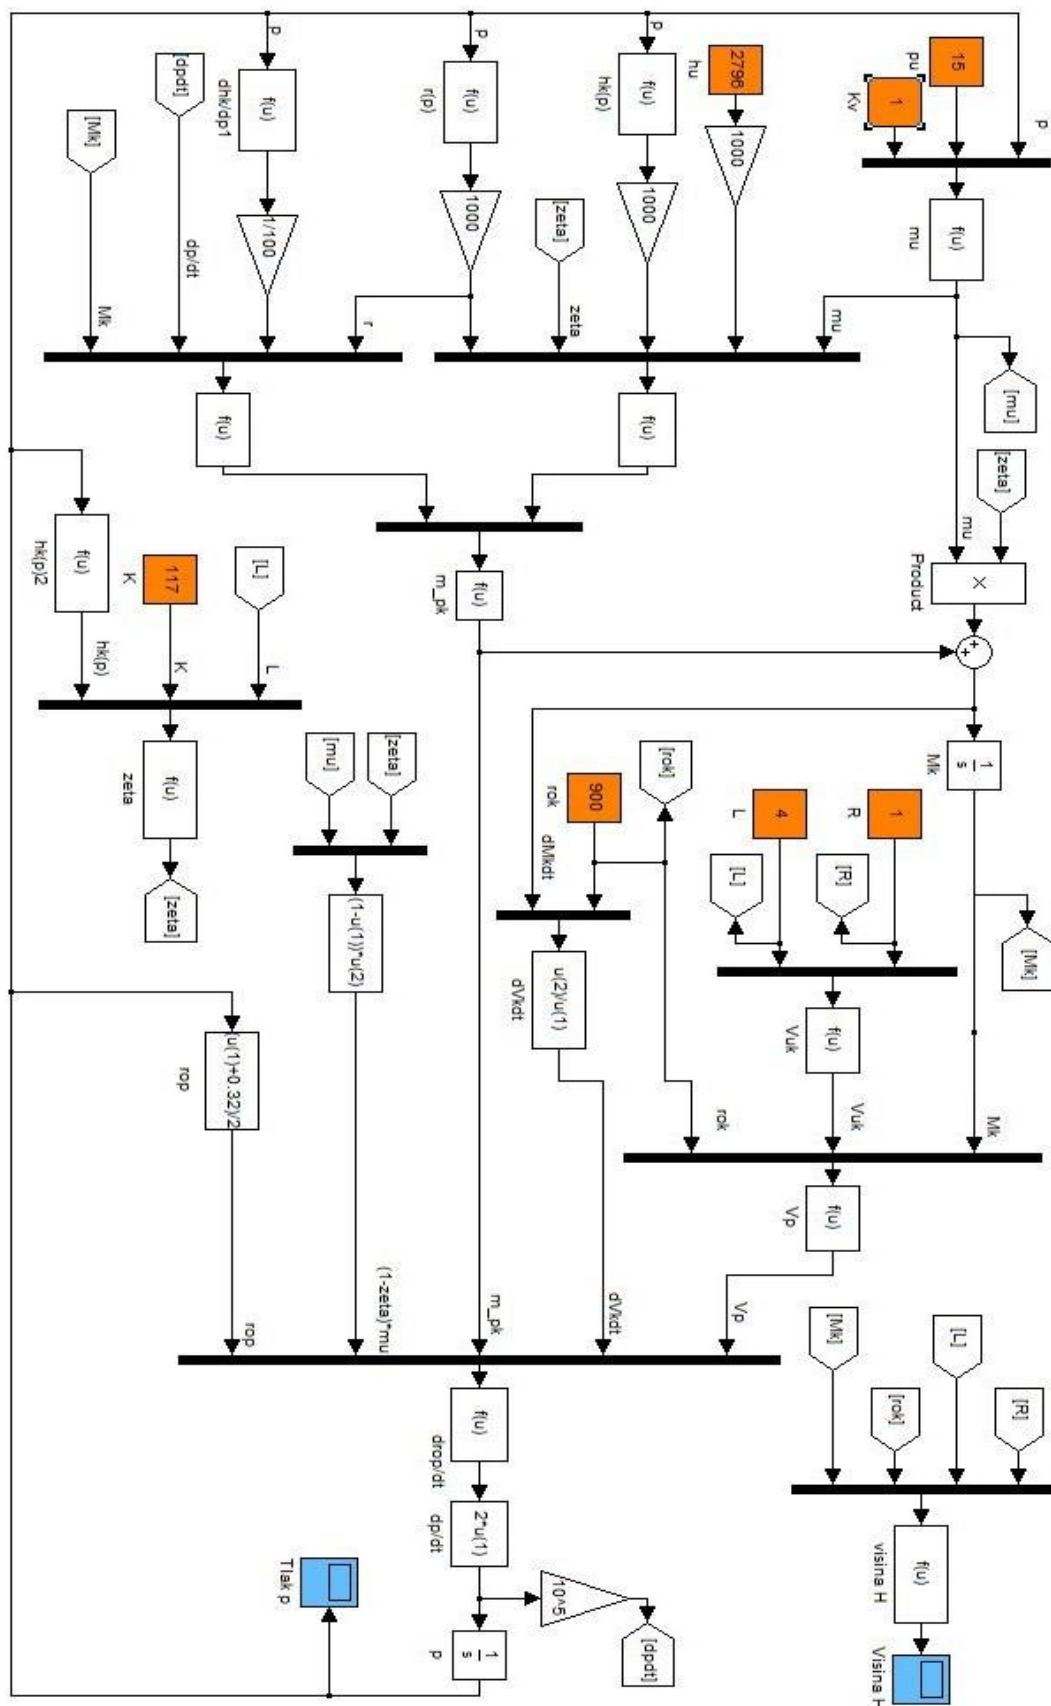 p
[R]
[mu]
[Mk]
[zeta]
15
pu
f(u)
mu
mu
×
Product
+
+
1
s
Mk
Mk
[L]
f(u)
visina H
Visina H
1
Kv
1
R
[rok]
[R]
mu
4
L
f(u)
Vuk
Vuk
f(u)
Vp
[Mk]
[L]
2796
hu
1000
Vp
[rok]
rok
p
f(u)
hk(p)
1000
f(u)
900
rok
dVkdt
[dpdt]
[zeta]
zeta
dMkdt
u(2)/u(1)
dVkdt
10^5
p
f(u)
r(p)
1000
f(u)
m_pk
m_pk
f(u)
drop/dt
2*u(1)
dp/dt
1
s
p
r
[zeta]
[mu]
(1-u(1))*u(2)
(1-zeta)*mu
Tlak p
p
f(u)
dhk/dp1
1/100
[L]
L
f(u)
(u(1)+0.32)/2
rop
rop
[dpdt]
dp/dt
117
K
K
f(u)
zeta
[zeta]
[Mk]
Mk
f(u)
hk(p)2
hk(p)